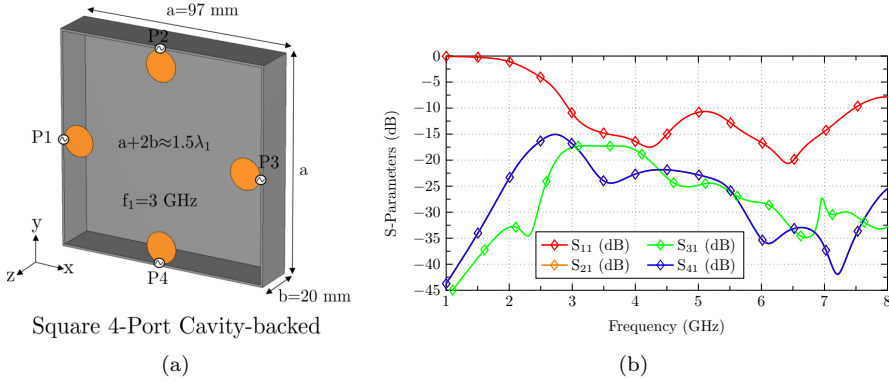 a=97 mm
P2
P1
a+2b≈1.5λ₁
P3
a
f₁=3 GHz
y
x
z
P4
b=20 mm
Square 4-Port Cavity-backed
(a)
S-Parameters (dB)
0
−5
−10
−15
−20
−25
−30
−35
−40
−45
S₁₁ (dB)
S₃₁ (dB)
S₂₁ (dB)
S₄₁ (dB)
1 2 3 4 5 6 7 8
Frequency (GHz)
(b)